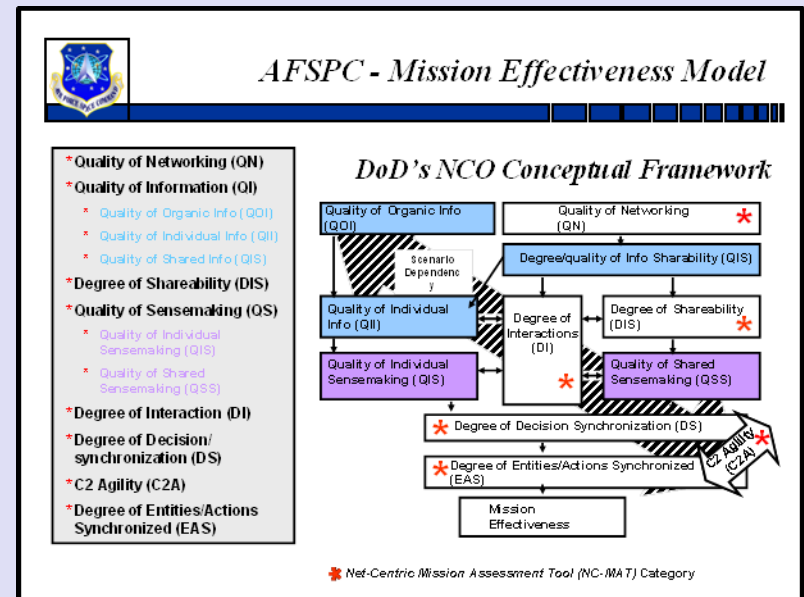 AFSPC - Mission Effectiveness Model
*Quality of Networking (QN)
*Quality of Information (QI)
* Quality of Organic Info (QOI)
* Quality of Individual Info (QII)
* Quality of Shared Info (QIS)
*Degree of Shareability (DIS)
*Quality of Sensemaking (QS)
* Quality of Individual
Sensemaking (QIS)
* Quality of Shared
Sensemaking (QSS)
*Degree of Interaction (DI)
*Degree of Decision/
synchronization (DS)
*C2 Agility (C2A)
*Degree of Entities/Actions
Synchronized (EAS)
DoD's NCO Conceptual Framework
Quality of Organic Info
(QOI)
Quality of Networking
(QN)
*
Scenario
Dependenc
y
Degree/quality of Info Sharability (QIS)
Quality of Individual
Info (QII)
Degree of
Interactions
(DI)
*
Degree of Shareability
(DIS)
*
Quality of Individual
Sensemaking (QIS)
Quality of Shared
Sensemaking (QSS)
* Degree of Decision Synchronization (DS)
C2 Agility
(C2A)
*
* Degree of Entities/Actions Synchronized
(EAS)
Mission
Effectiveness
* Net-Centric Mission Assessment Tool (NC-MAT) Category